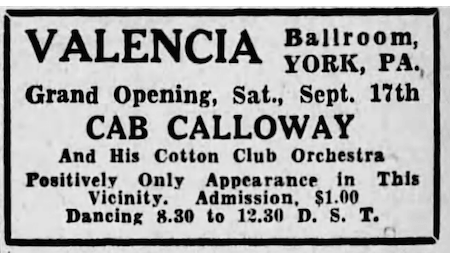 VALENCIA Ballroom,
YORK, PA.
Grand Opening, Sat., Sept. 17th
CAB CALLOWAY
And His Cotton Club Orchestra
Positively Only Appearance in This
Vicinity. Admission, $1.00
Dancing 8.30 to 12.30 D. S. T.